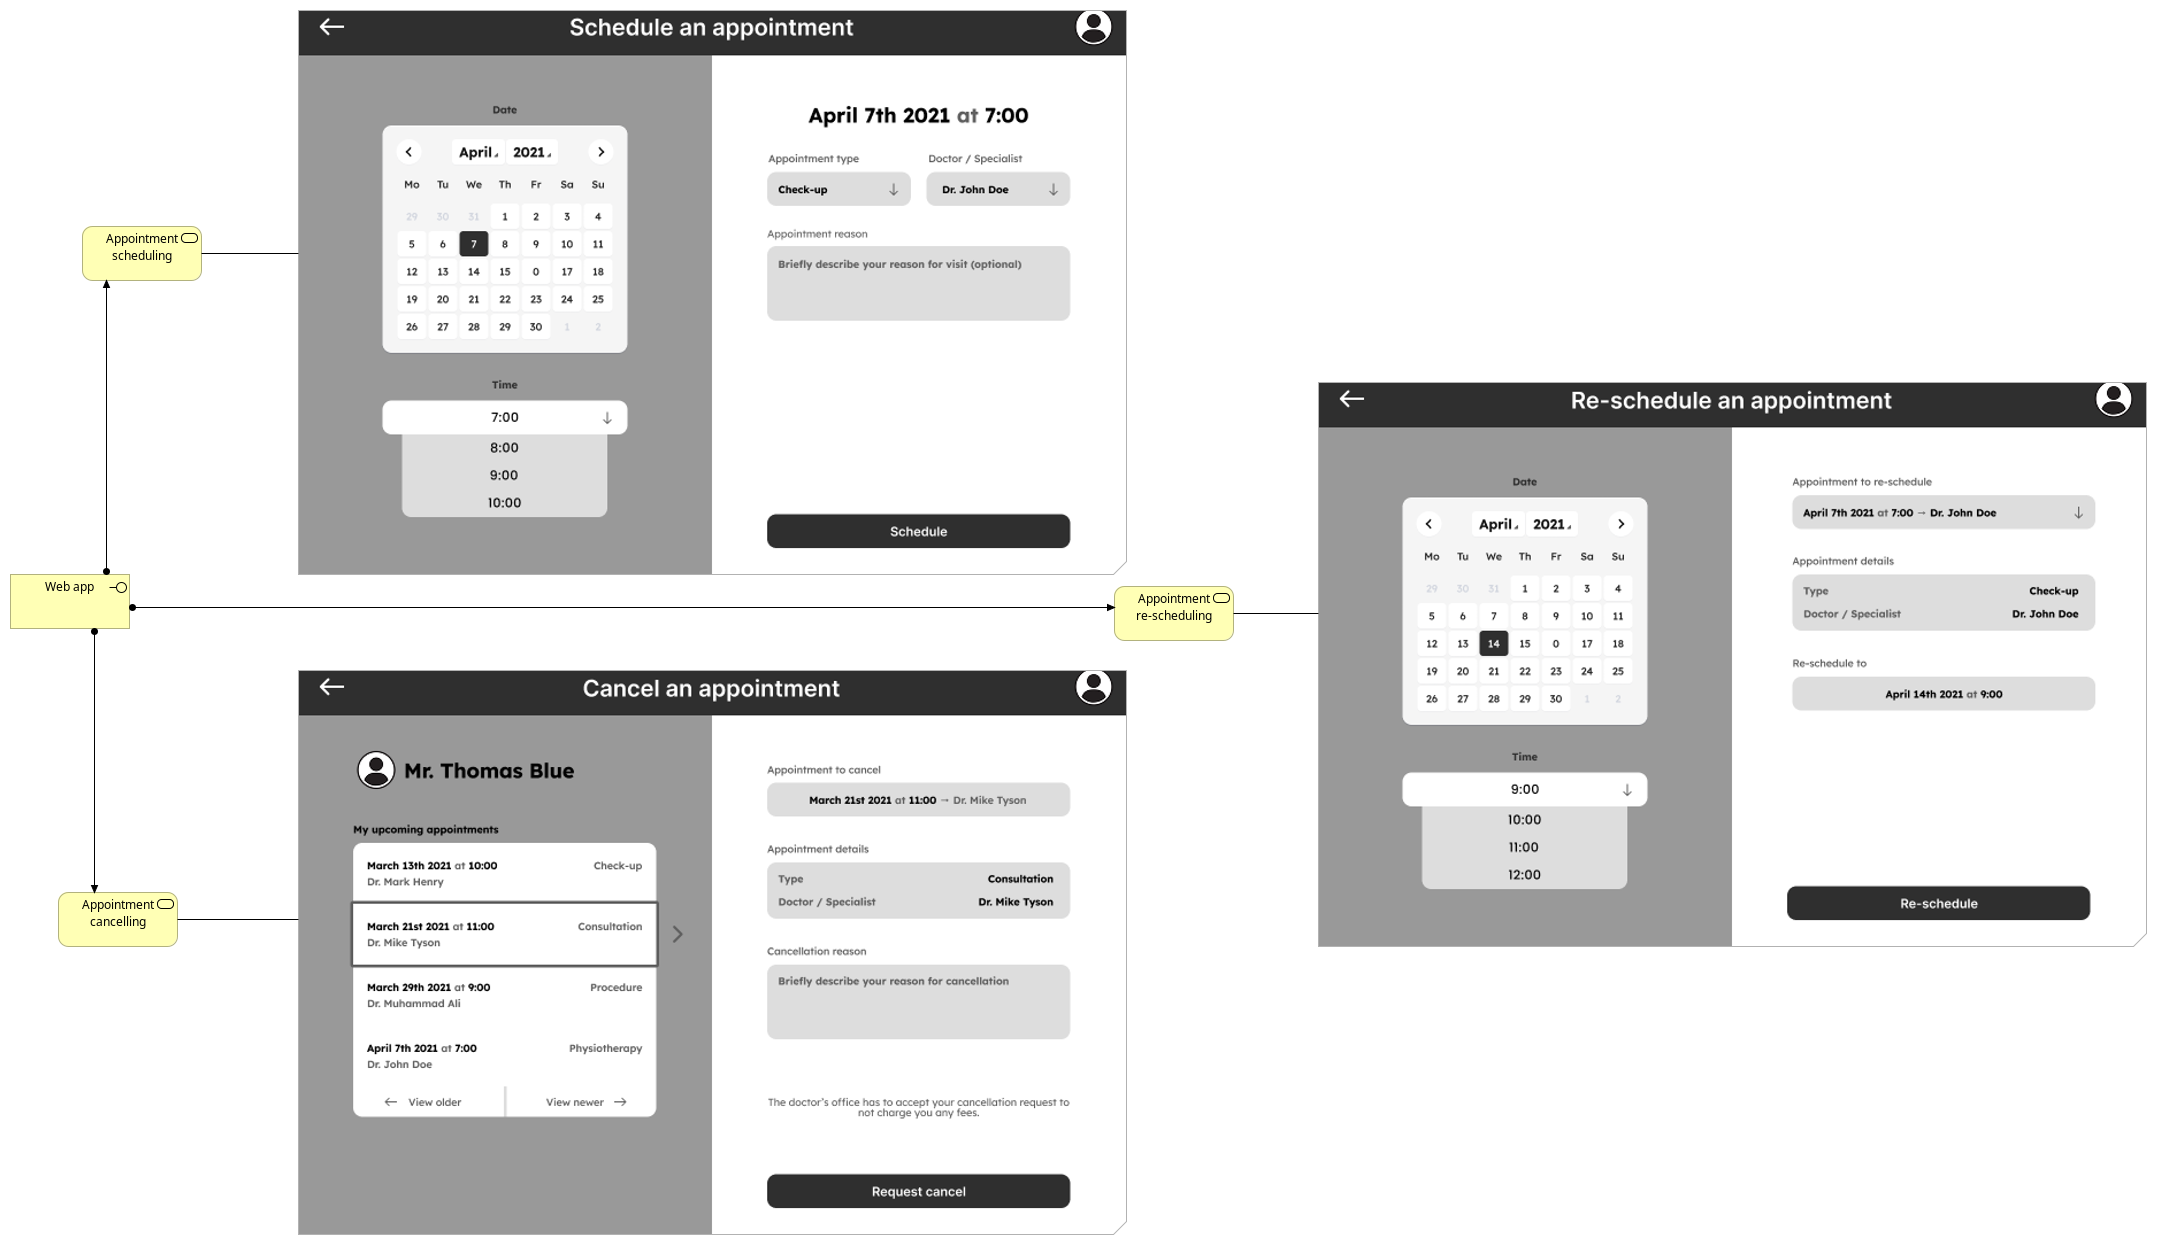 Schedule an appointment
Date
April 2021
Mo Tu We Th Fr Sa Su
29 30 31 1 2 3 4
5 6 7 8 9 10 11
12 13 14 15 0 17 18
19 20 21 22 23 24 25
26 27 28 29 30 1 2
Time
7:00
8:00
9:00
10:00
April 7th 2021 at 7:00
Appointment type Doctor / Specialist
Check-up Dr. John Doe
Appointment reason
Briefly describe your reason for visit (optional)
Schedule
Appointment
scheduling
Web app
Appointment
re-scheduling
Appointment
cancelling
Cancel an appointment
Mr. Thomas Blue
My upcoming appointments
March 13th 2021 at 10:00 Check-up
Dr. Mark Henry
March 21st 2021 at 11:00 Consultation
Dr. Mike Tyson
March 29th 2021 at 9:00 Procedure
Dr. Muhammad Ali
April 7th 2021 at 7:00 Physiotherapy
Dr. John Doe
← View older View newer →
Appointment to cancel
March 21st 2021 at 11:00 → Dr. Mike Tyson
Appointment details
Type Consultation
Doctor / Specialist Dr. Mike Tyson
Cancellation reason
Briefly describe your reason for cancellation
The doctor's office has to accept your cancellation request to
not charge you any fees.
Request cancel
Re-schedule an appointment
Date
April 2021
Mo Tu We Th Fr Sa Su
29 30 31 1 2 3 4
5 6 7 8 9 10 11
12 13 14 15 0 17 18
19 20 21 22 23 24 25
26 27 28 29 30 1 2
Time
9:00
10:00
11:00
12:00
Appointment to re-schedule
April 7th 2021 at 7:00 → Dr. John Doe
Appointment details
Type Check-up
Doctor / Specialist Dr. John Doe
Re-schedule to
April 14th 2021 at 9:00
Re-schedule